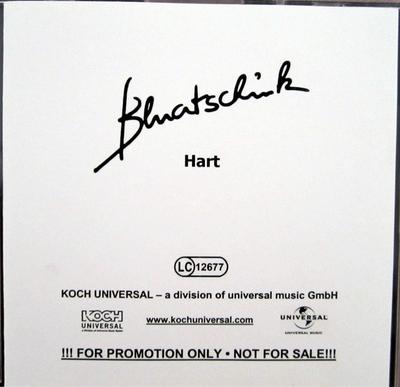 Bluatschink
Hart
LC 12677
KOCH UNIVERSAL – a division of universal music GmbH
KOCH
UNIVERSAL
www.kochuniversal.com
UNIVERSAL
UNIVERSAL MUSIC
!!! FOR PROMOTION ONLY • NOT FOR SALE!!!